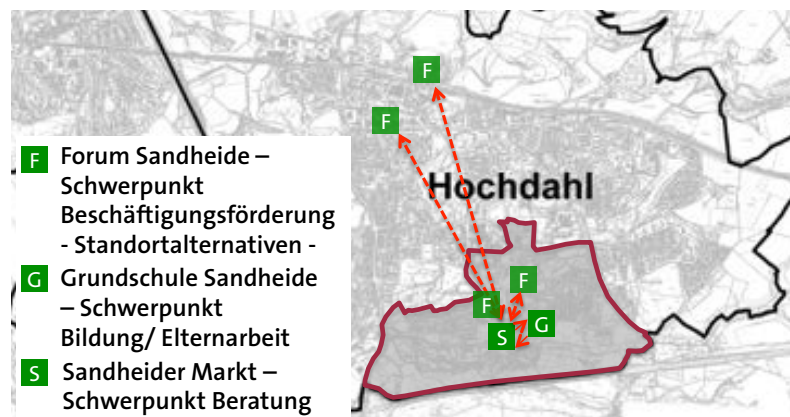 F
F
F Forum Sandheide –
Schwerpunkt
Beschäftigungsförderung
- Standortalternativen -
Hochdahl
G Grundschule Sandheide
– Schwerpunkt
Bildung/ Elternarbeit
F
F
G
S
S Sandheider Markt –
Schwerpunkt Beratung